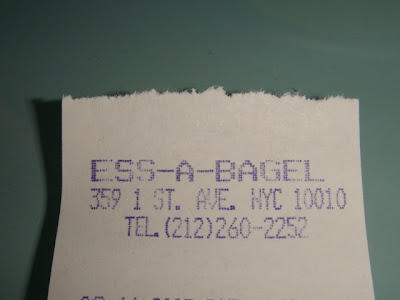 ESS-A-BAGEL
359 1 ST. AVE. NYC 10010
TEL.(212)260-2252